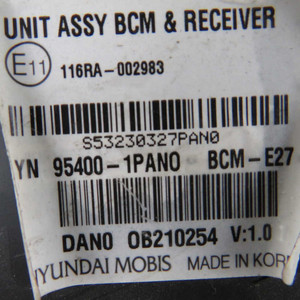 UNIT ASSY BCM & RECEIVER
E11 116RA-002983
S53230327PAN0
YN 95400-1PAN0 BCM-E27
DAN0 OB210254 V:1.0
HYUNDAI MOBIS MADE IN KOR